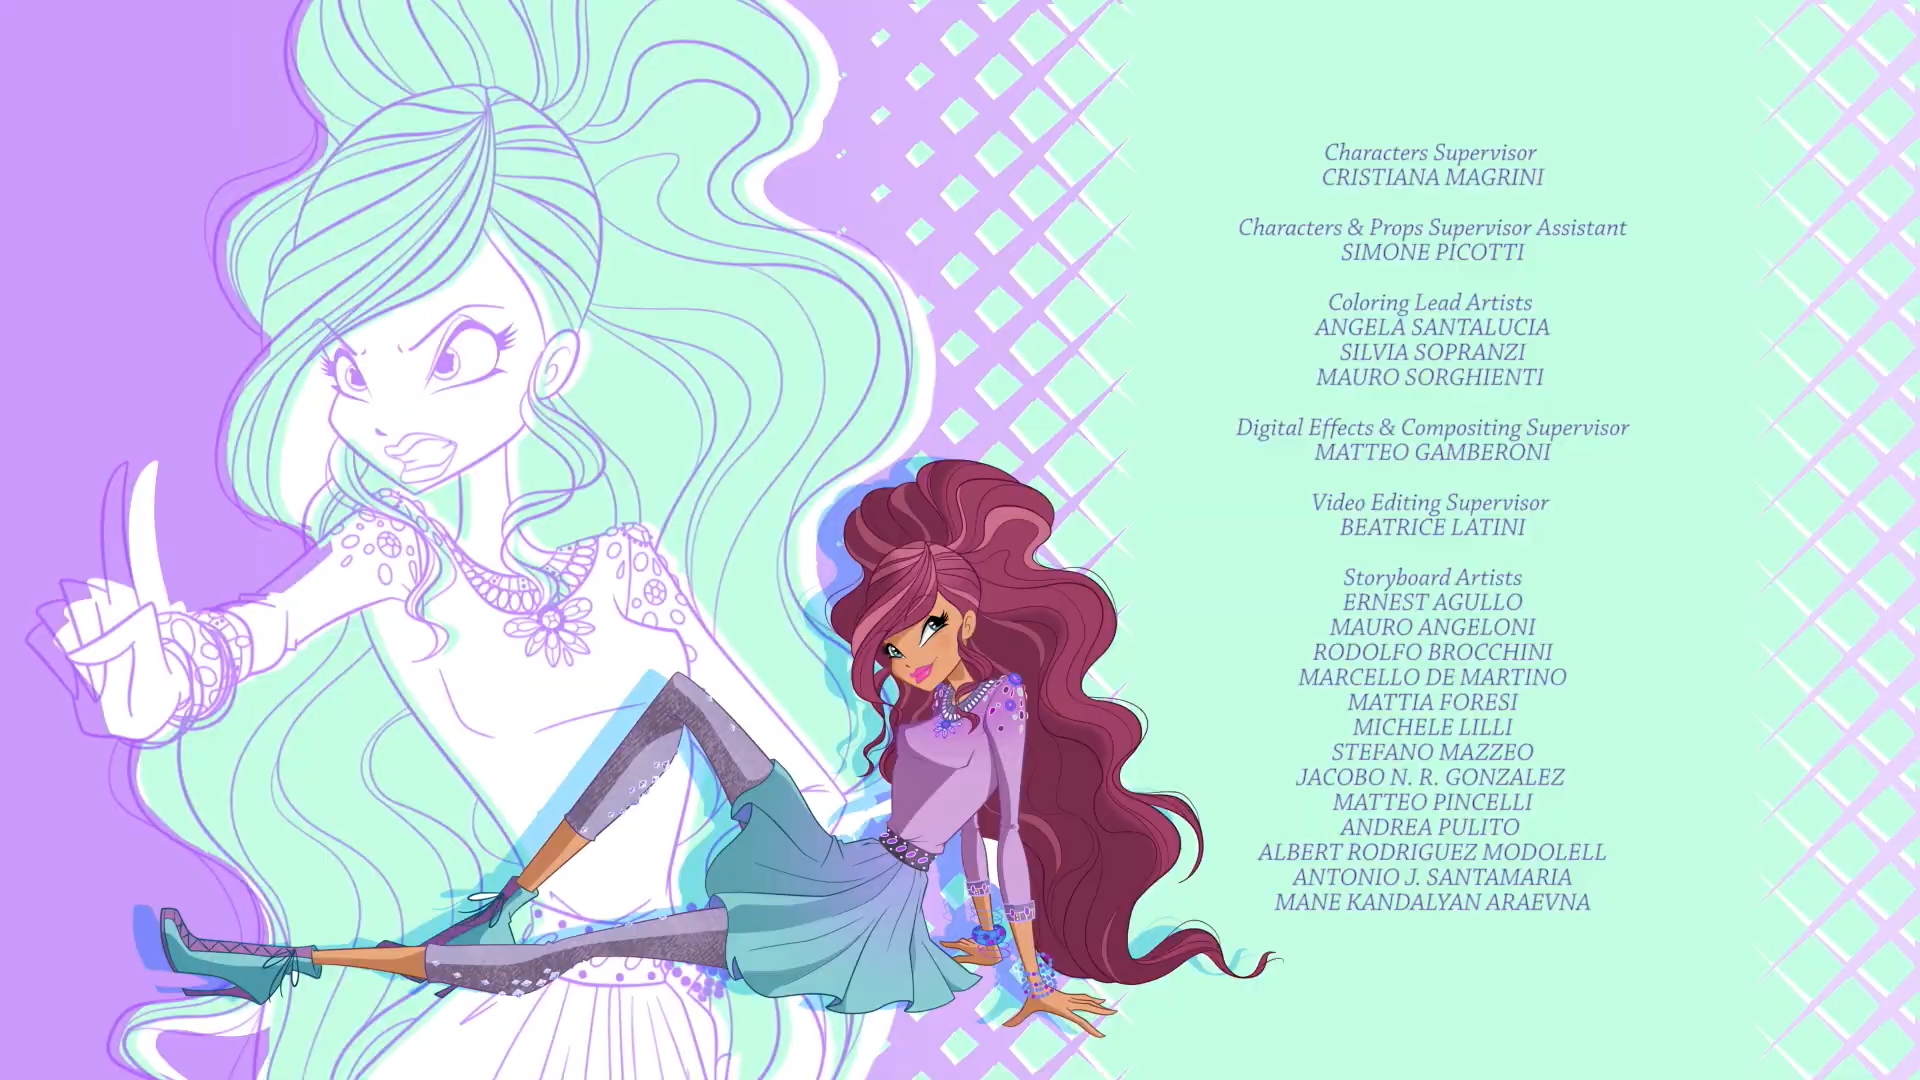 Characters Supervisor
CRISTIANA MAGRINI
Characters & Props Supervisor Assistant
SIMONE PICOTTI
Coloring Lead Artists
ANGELA SANTALUCIA
SILVIA SOPRANZI
MAURO SORGHIENTI
Digital Effects & Compositing Supervisor
MATTEO GAMBERONI
Video Editing Supervisor
BEATRICE LATINI
Storyboard Artists
ERNEST AGULLO
MAURO ANGELONI
RODOLFO BROCCHINI
MARCELLO DE MARTINO
MATTIA FORESI
MICHELE LILLI
STEFANO MAZZEO
JACOBO N. R. GONZALEZ
MATTEO PINCELLI
ANDREA PULITO
ALBERT RODRIGUEZ MODOLELL
ANTONIO J. SANTAMARIA
MANE KANDALYAN ARAEVNA